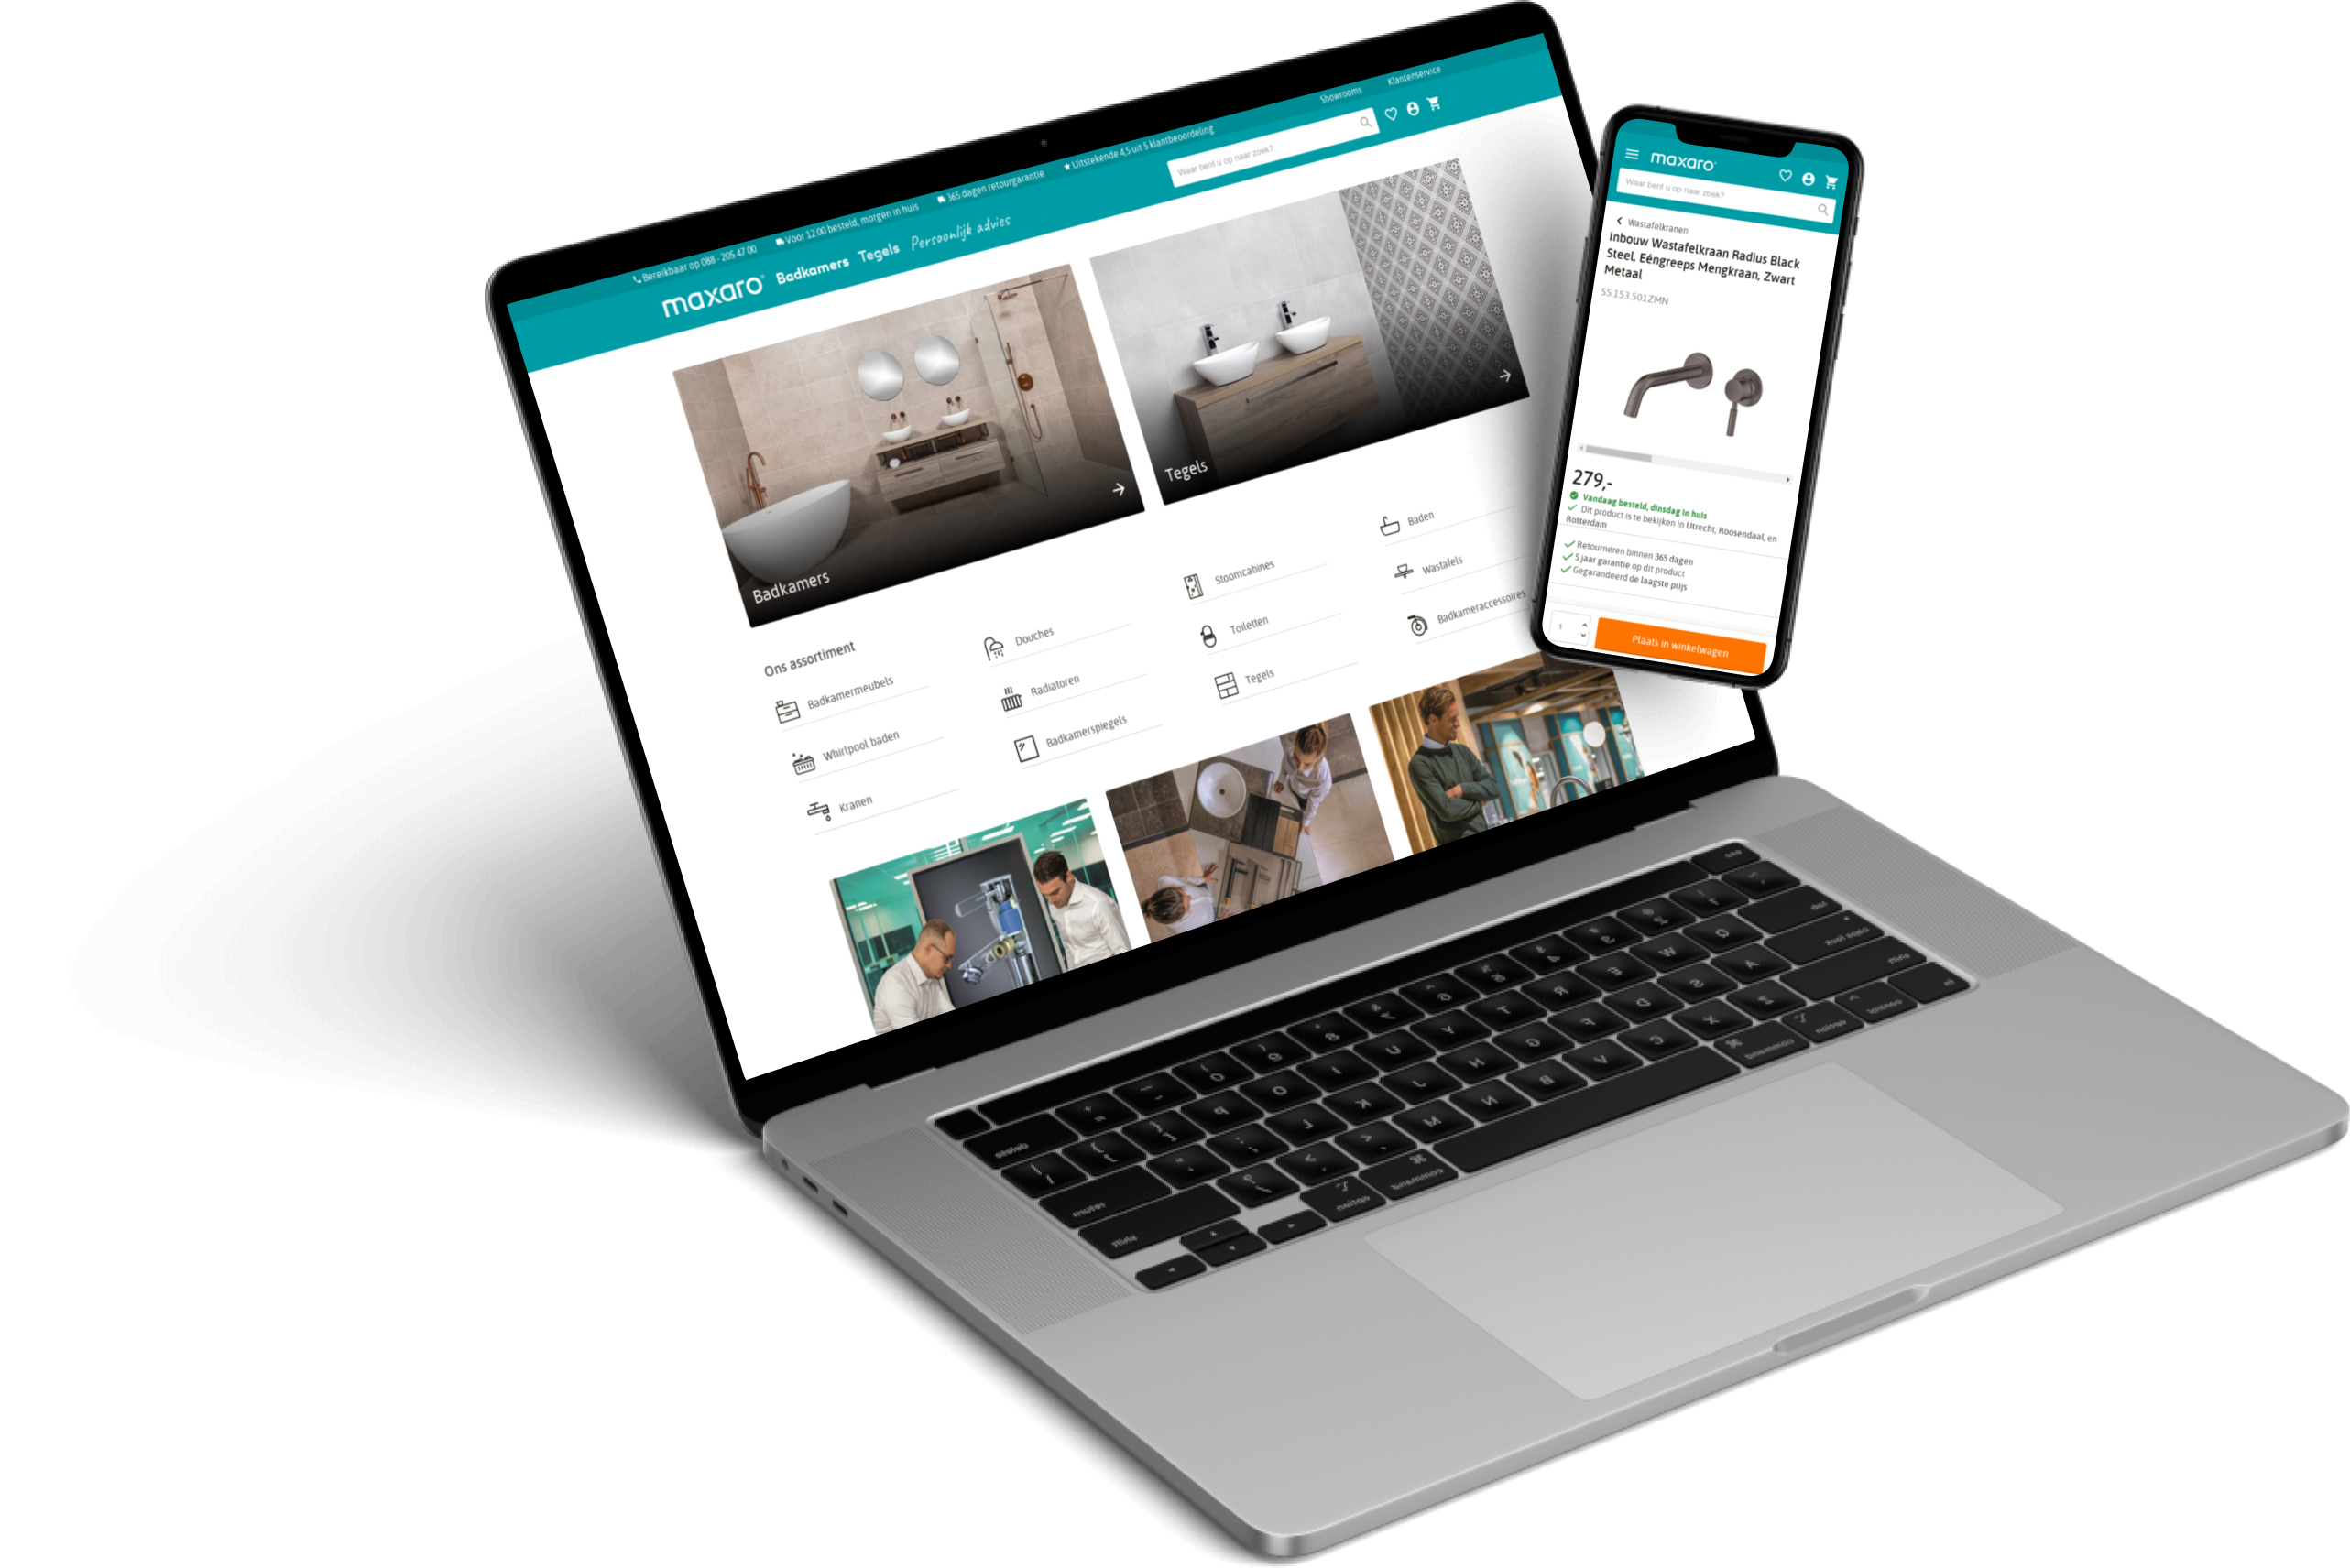 Showrooms
Klantenservice
Bereikbaar op 088 - 205 47 00
Voor 12.00 besteld, morgen in huis
365 dagen retourgarantie
Uitstekende 4,5 uit 5 klantbeoordeling
maxaro
Badkamers
Tegels
Persoonlijk advies
Waar bent u op naar zoek?
Badkamers
Tegels
Ons assortiment
Badkamermeubels
Whirlpool baden
Kranen
Douches
Radiatoren
Badkamerspiegels
Stoomcabines
Toiletten
Tegels
Baden
Wastafels
Badkameraccessoires
maxaro
Waar bent u op naar zoek?
Wastafelkranen
Inbouw Wastafelkraan Radius Black
Steel, Eéngreeps Mengkraan, Zwart
Metaal
55.153.501ZMN
279,-
Vandaag besteld, dinsdag in huis
Dit product is te bekijken in Utrecht, Roosendaal, en
Rotterdam
Retourneren binnen 365 dagen
5 jaar garantie op dit product
Gegarandeerd de laagste prijs
1
Plaats in winkelwagen